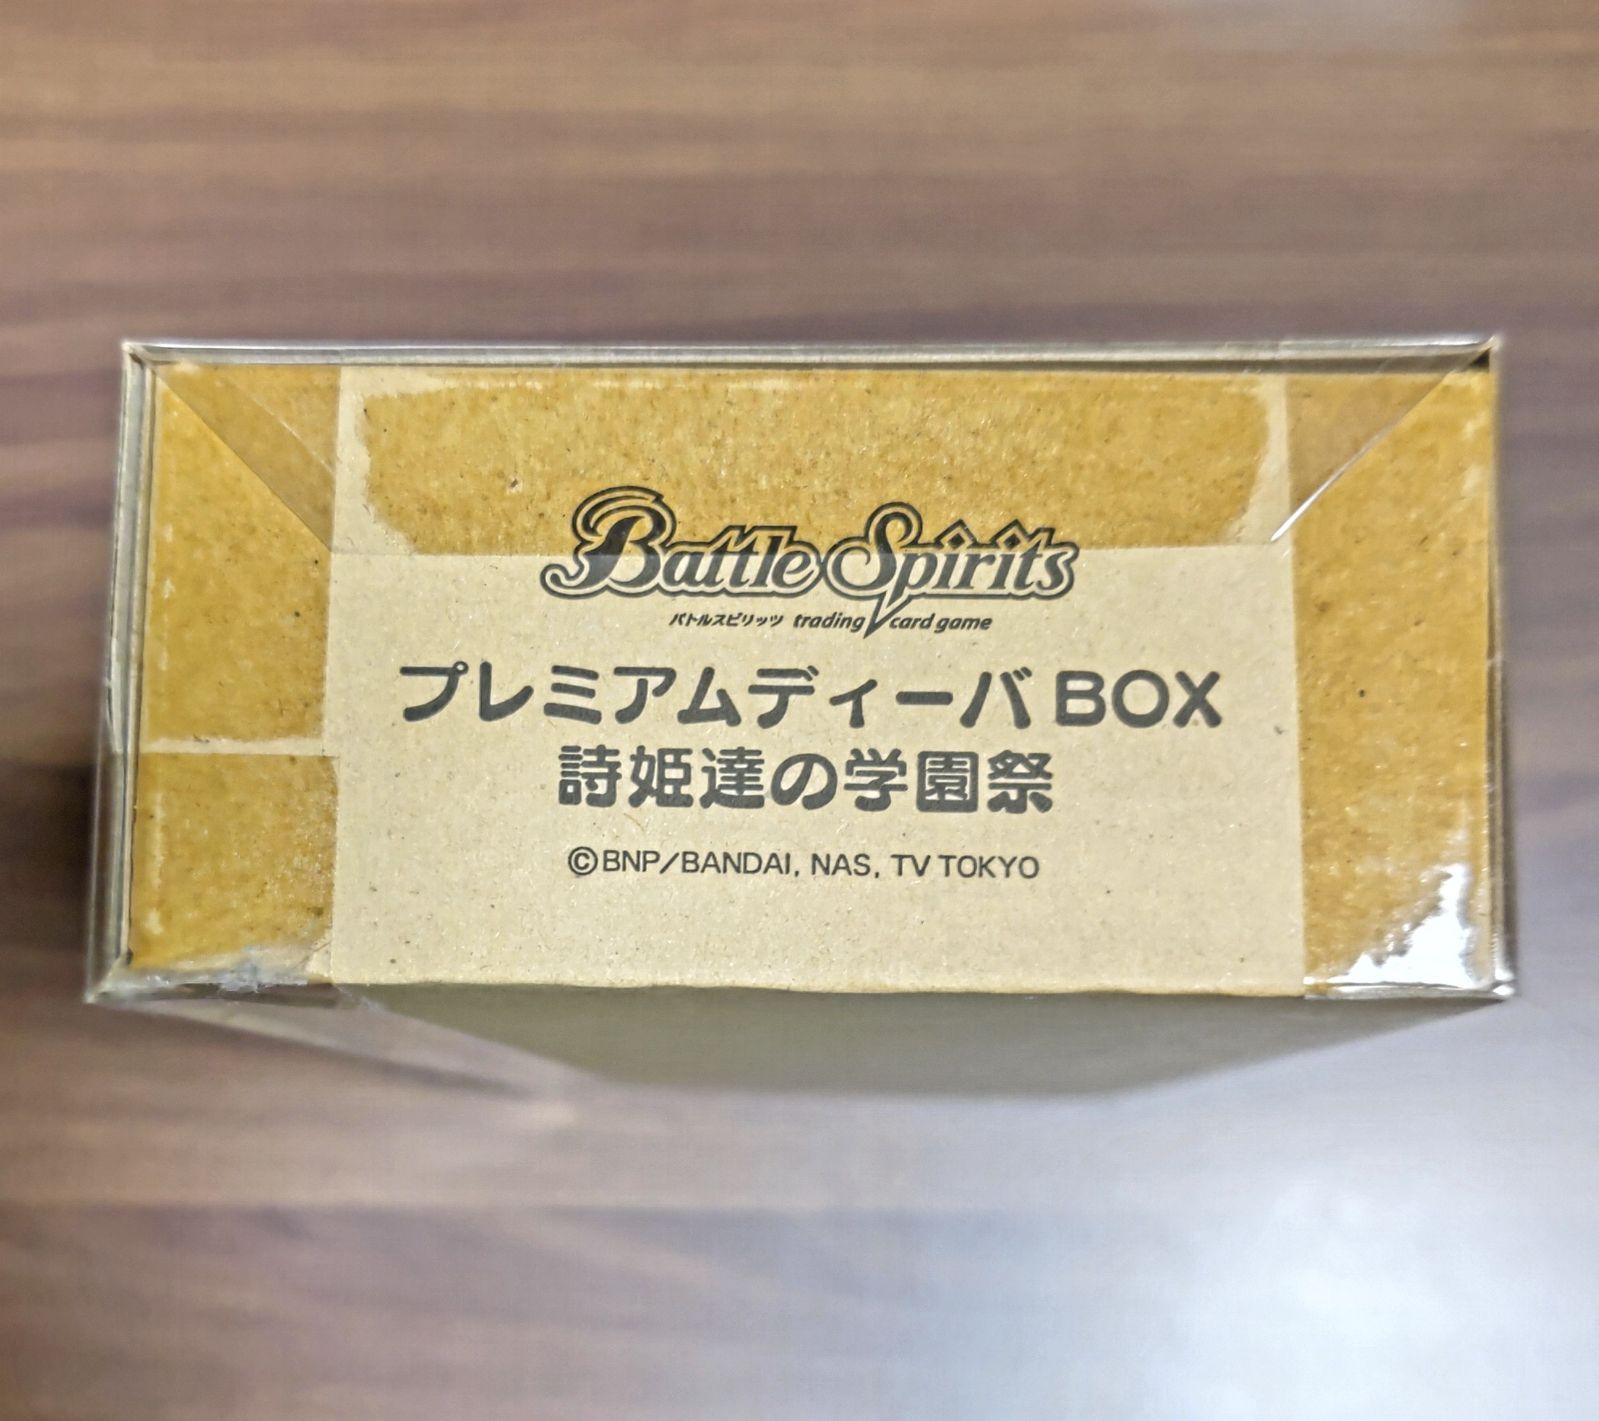 Battle Spirits
バトルスピリッツ trading card game
プレミアムディーバBOX
詩姫達の学園祭
©BNP/BANDAI, NAS, TV TOKYO